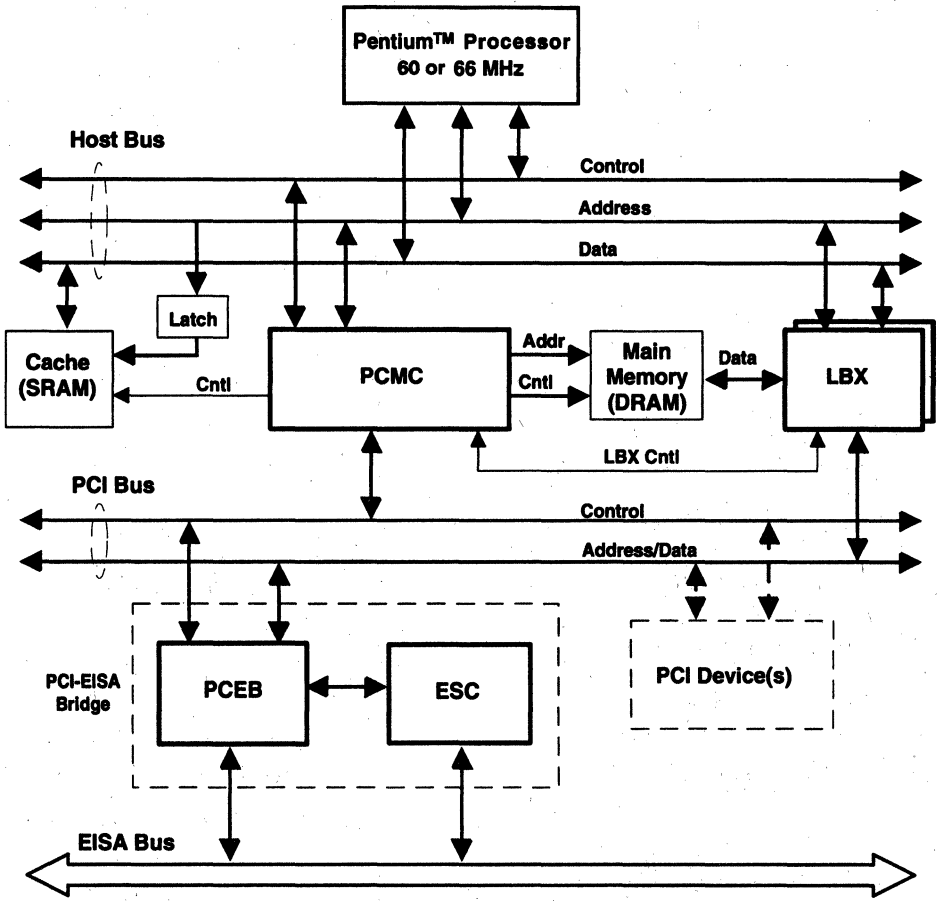 Pentium™ Processor
60 or 66 MHz
Host Bus
Control
Address
Data
Latch
Cache
(SRAM)
Cntl
PCMC
Addr
Cntl
Main
Memory
(DRAM)
Data
LBX
LBX Cntl
PCI Bus
Control
Address/Data
PCI-EISA
Bridge
PCEB
ESC
PCI Device(s)
EISA Bus